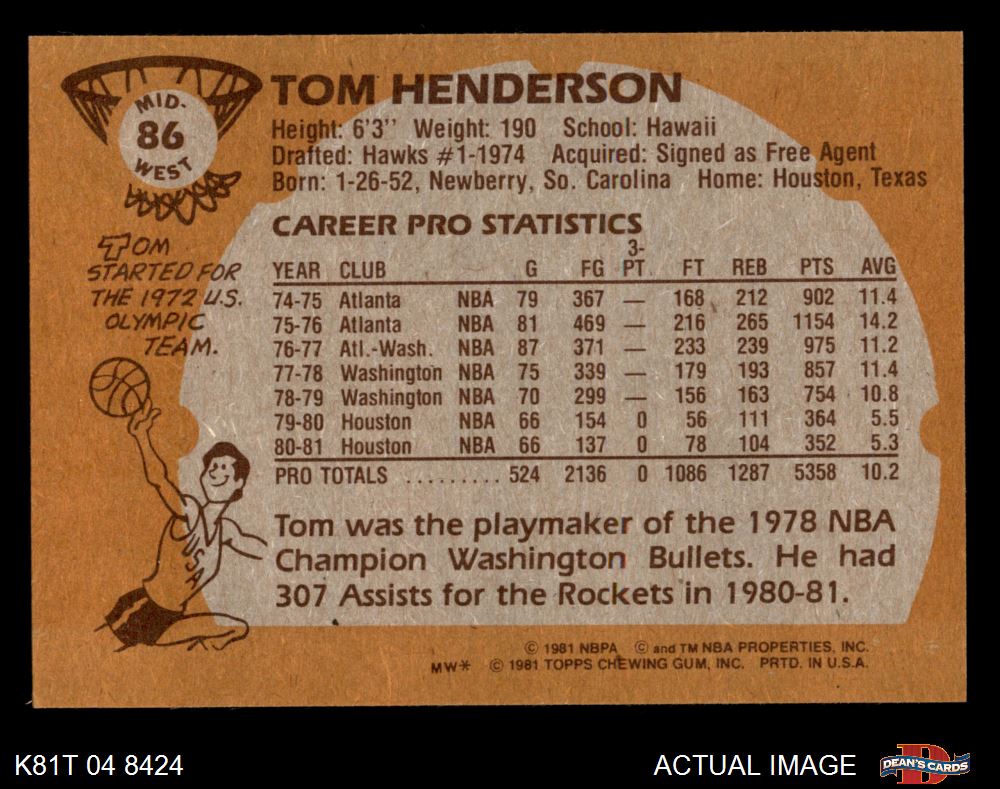 MID-
86
WEST
TOM HENDERSON
Height: 6'3'' Weight: 190 School: Hawaii
Drafted: Hawks #1-1974 Acquired: Signed as Free Agent
Born: 1-26-52, Newberry, So. Carolina Home: Houston, Texas
TOM
STARTED FOR
THE 1972 U.S.
OLYMPIC
TEAM.
USA
CAREER PRO STATISTICS
YEAR CLUB G FG 3-PT. FT REB PTS AVG
74-75 Atlanta NBA 79 367 — 168 212 902 11.4
75-76 Atlanta NBA 81 469 — 216 265 1154 14.2
76-77 Atl.-Wash. NBA 87 371 — 233 239 975 11.2
77-78 Washington NBA 75 339 — 179 193 857 11.4
78-79 Washington NBA 70 299 — 156 163 754 10.8
79-80 Houston NBA 66 154 0 56 111 364 5.5
80-81 Houston NBA 66 137 0 78 104 352 5.3
PRO TOTALS ......... 524 2136 0 1086 1287 5358 10.2
Tom was the playmaker of the 1978 NBA
Champion Washington Bullets. He had
307 Assists for the Rockets in 1980-81.
© 1981 NBPA © and TM NBA PROPERTIES, INC.
MW* © 1981 TOPPS CHEWING GUM, INC. PRTD. IN U.S.A.
K81T 04 8424
ACTUAL IMAGE
D
DEAN'S CARDS